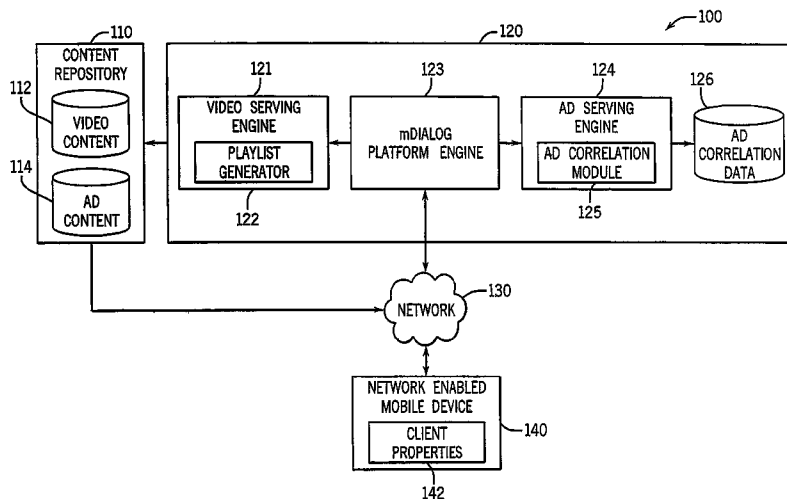 100
110
120
CONTENT
REPOSITORY
112
VIDEO
CONTENT
114
AD
CONTENT
121
VIDEO SERVING
ENGINE
PLAYLIST
GENERATOR
122
123
mDIALOG
PLATFORM ENGINE
124
AD SERVING
ENGINE
AD CORRELATION
MODULE
125
126
AD
CORRELATION
DATA
130
NETWORK
NETWORK ENABLED
MOBILE DEVICE
140
CLIENT
PROPERTIES
142